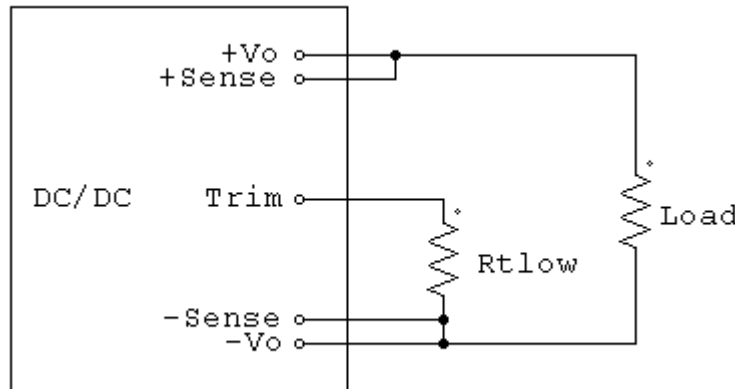 +Vo
+Sense
DC/DC
Trim
Load
Rtlow
-Sense
-Vo